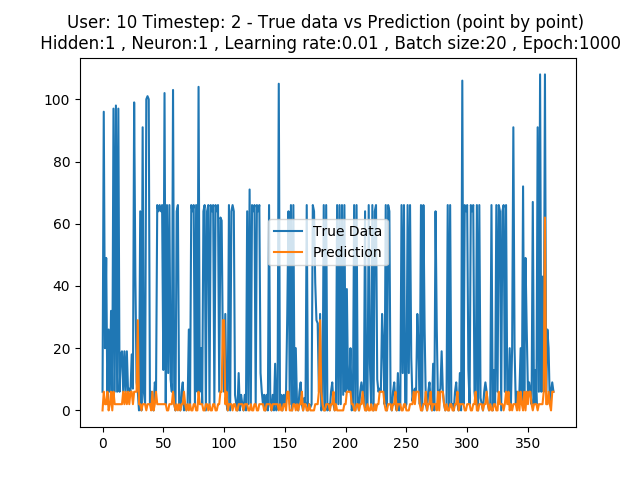 User: 10 Timestep: 2 - True data vs Prediction (point by point)
Hidden:1 , Neuron:1 , Learning rate:0.01 , Batch size:20 , Epoch:1000
100
80
60
40
20
0
True Data
Prediction
0 50 100 150 200 250 300 350